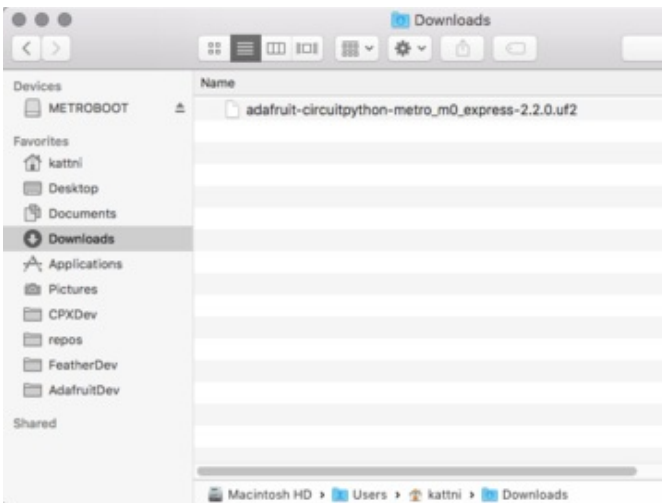 Downloads
Devices
METROBOOT
Favorites
kattni
Desktop
Documents
Downloads
Applications
Pictures
CPXDev
repos
FeatherDev
AdafruitDev
Shared
Name
adafruit-circuitpython-metro_m0_express-2.2.0.uf2
Macintosh HD › Users › kattni › Downloads